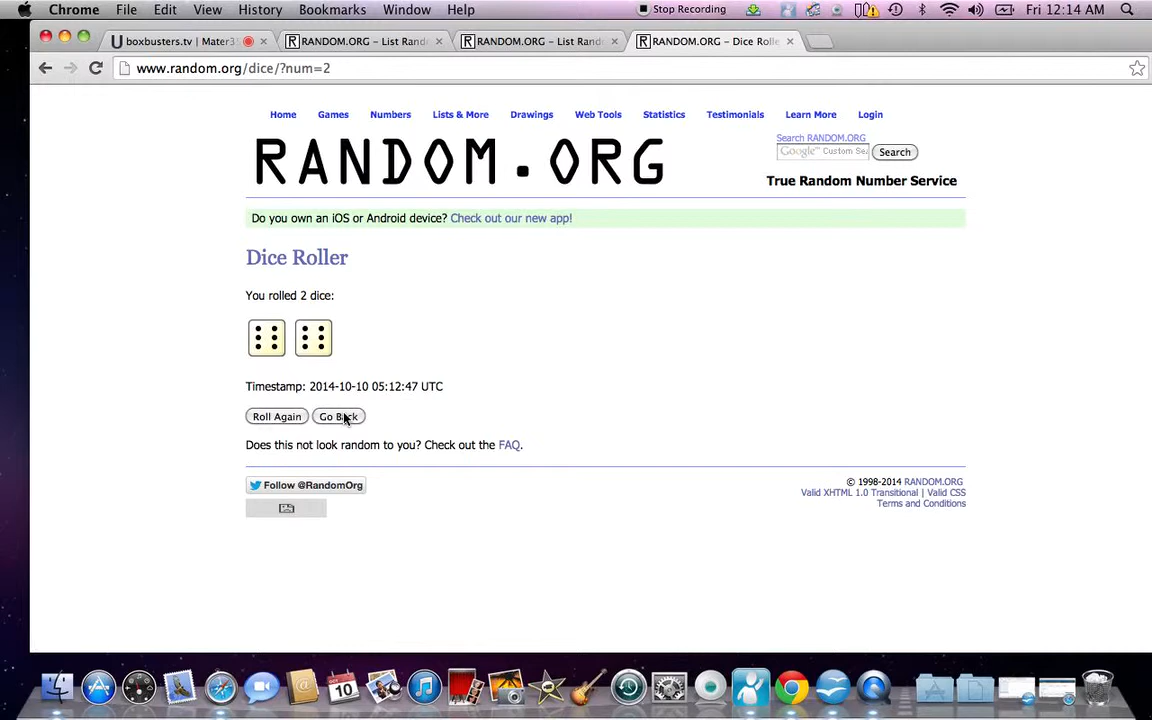 Chrome File Edit View History Bookmarks Window Help Stop Recording Fri 12:14 AM
boxbusters.tv | Mater3 RANDOM.ORG - List Rand RANDOM.ORG - List Random RANDOM.ORG - Dice Rolle
www.random.org/dice/?num=2
Home Games Numbers Lists & More Drawings Web Tools Statistics Testimonials Learn More Login
RANDOM.ORG
Search RANDOM.ORG
Google™ Custom Sea Search
True Random Number Service
Do you own an iOS or Android device? Check out our new app!
Dice Roller
You rolled 2 dice:
Timestamp: 2014-10-10 05:12:47 UTC
Roll Again Go Back
Does this not look random to you? Check out the FAQ.
Follow @RandomOrg
© 1998-2014 RANDOM.ORG
Valid XHTML 1.0 Transitional | Valid CSS
Terms and Conditions
OCT
10